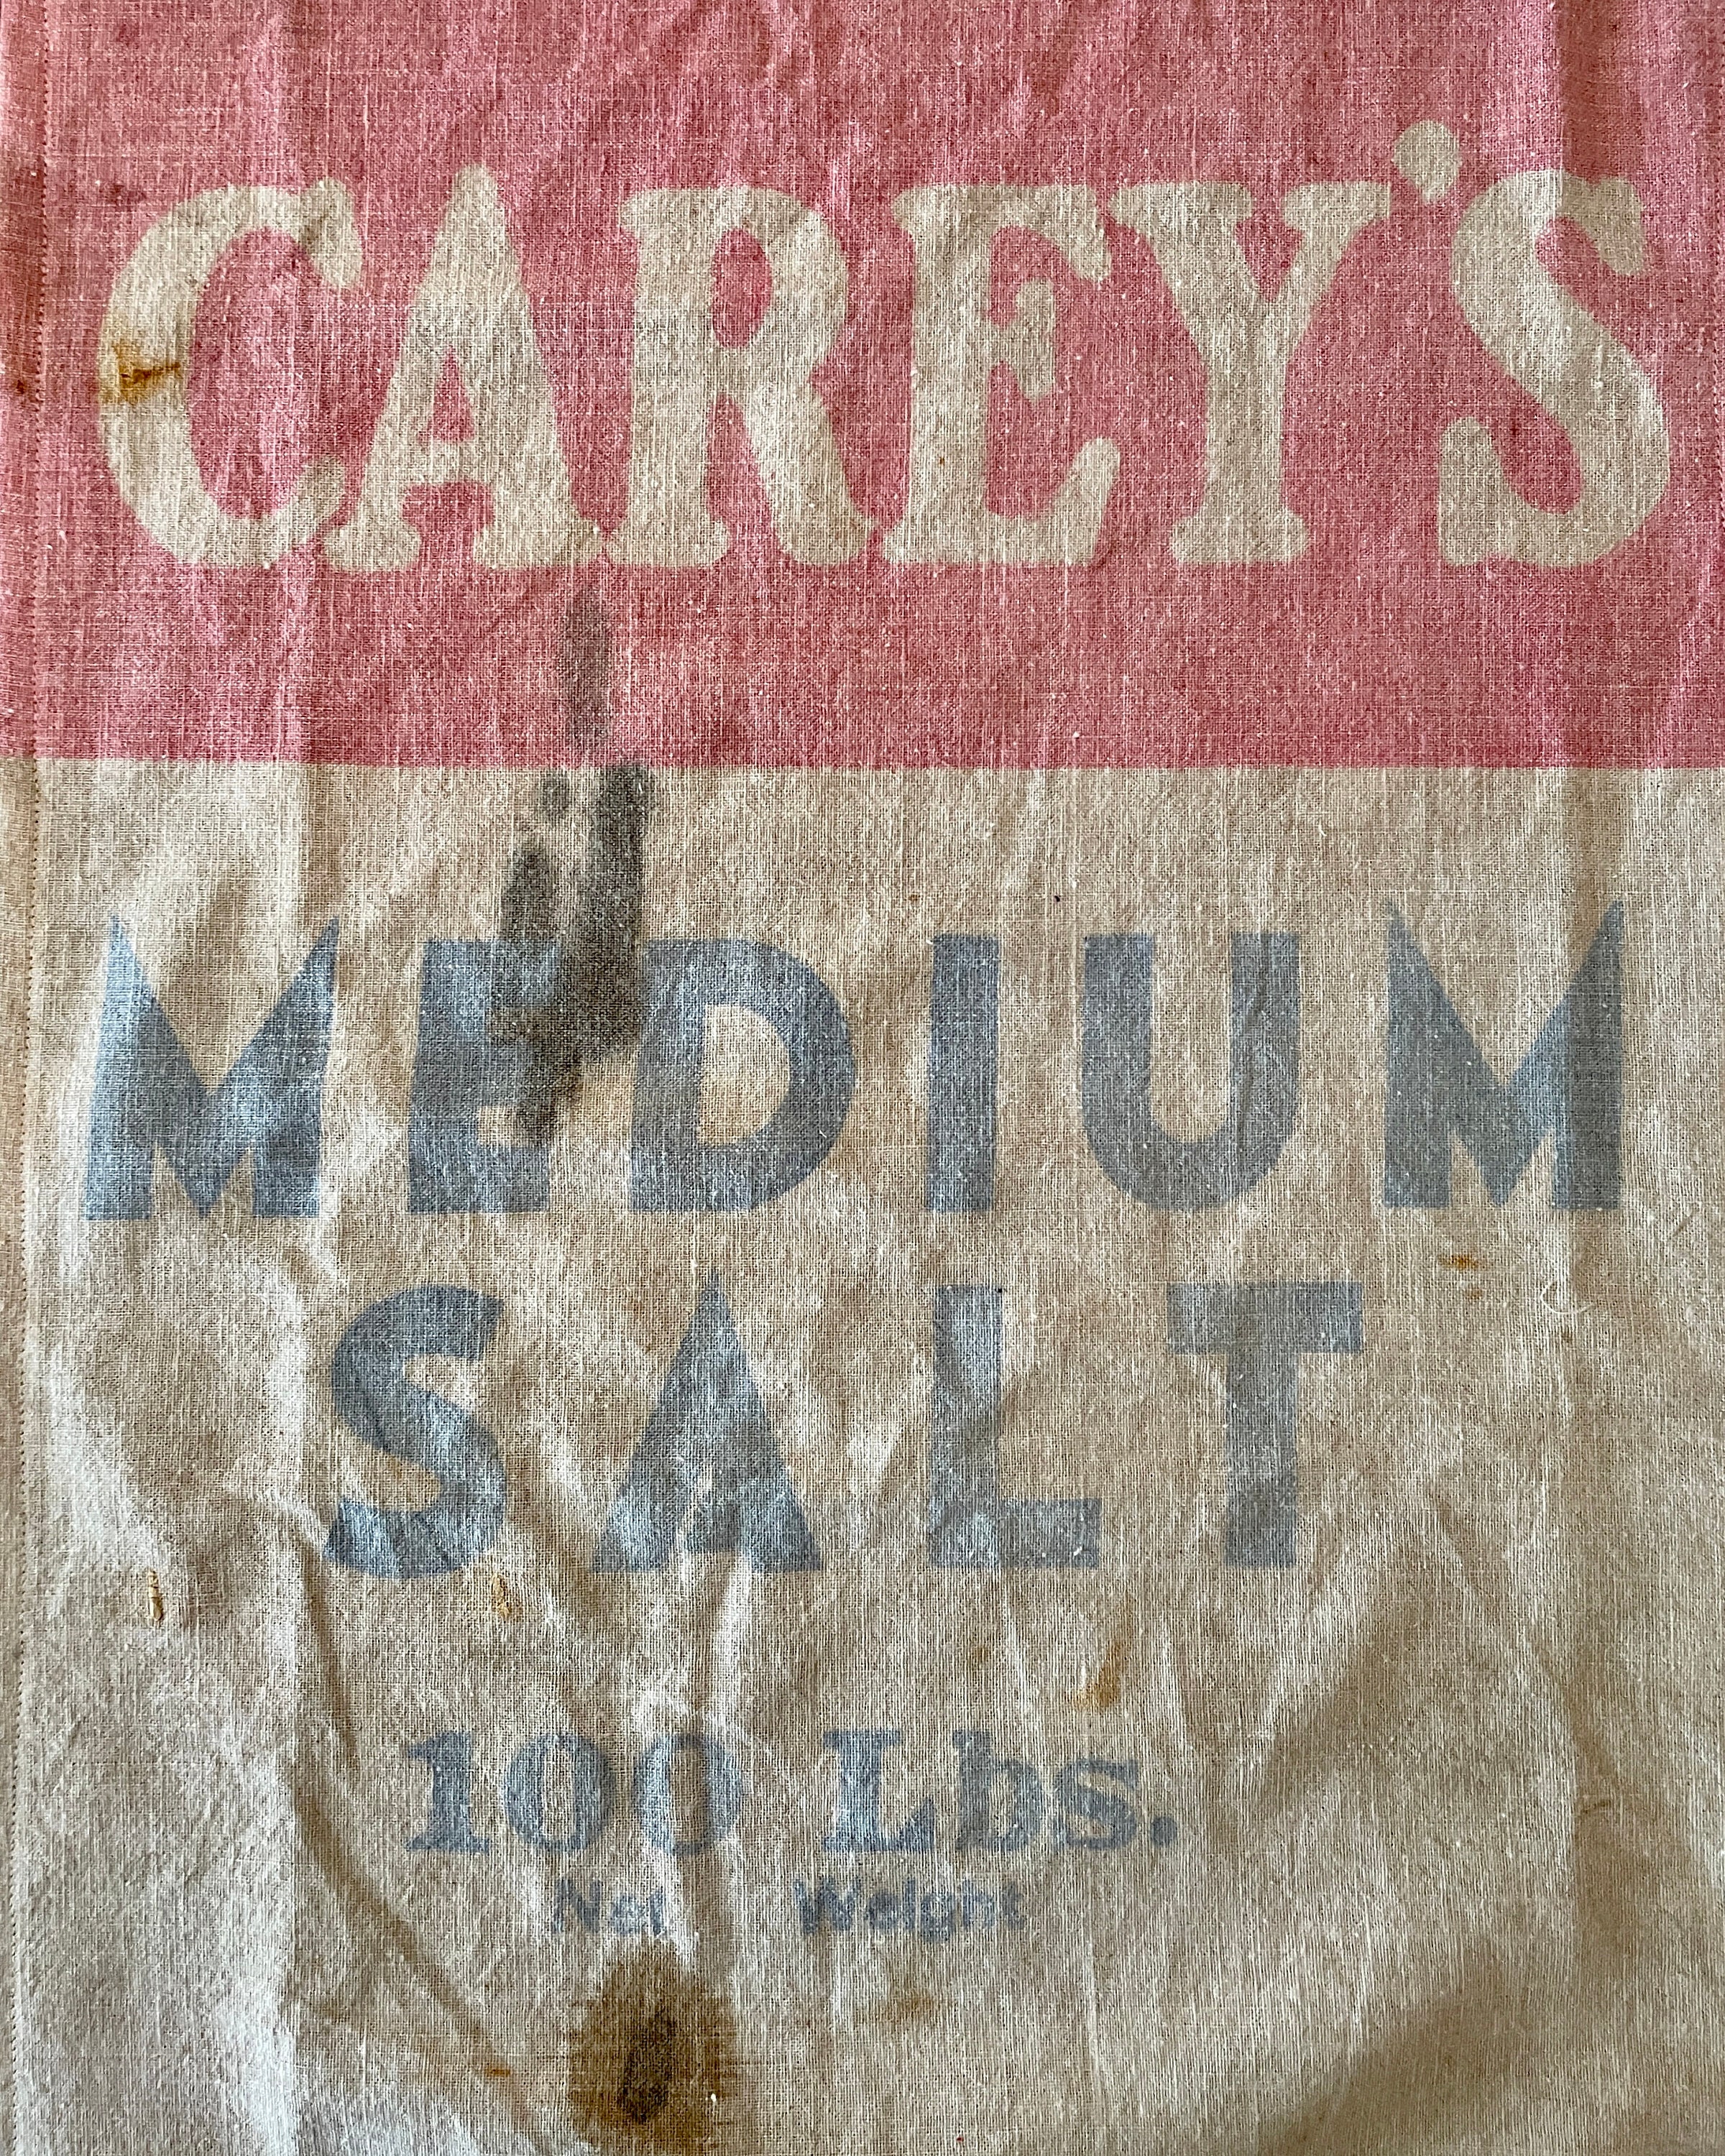 CAREY'S
MEDIUM
SALT
100 Lbs.
Net Weight